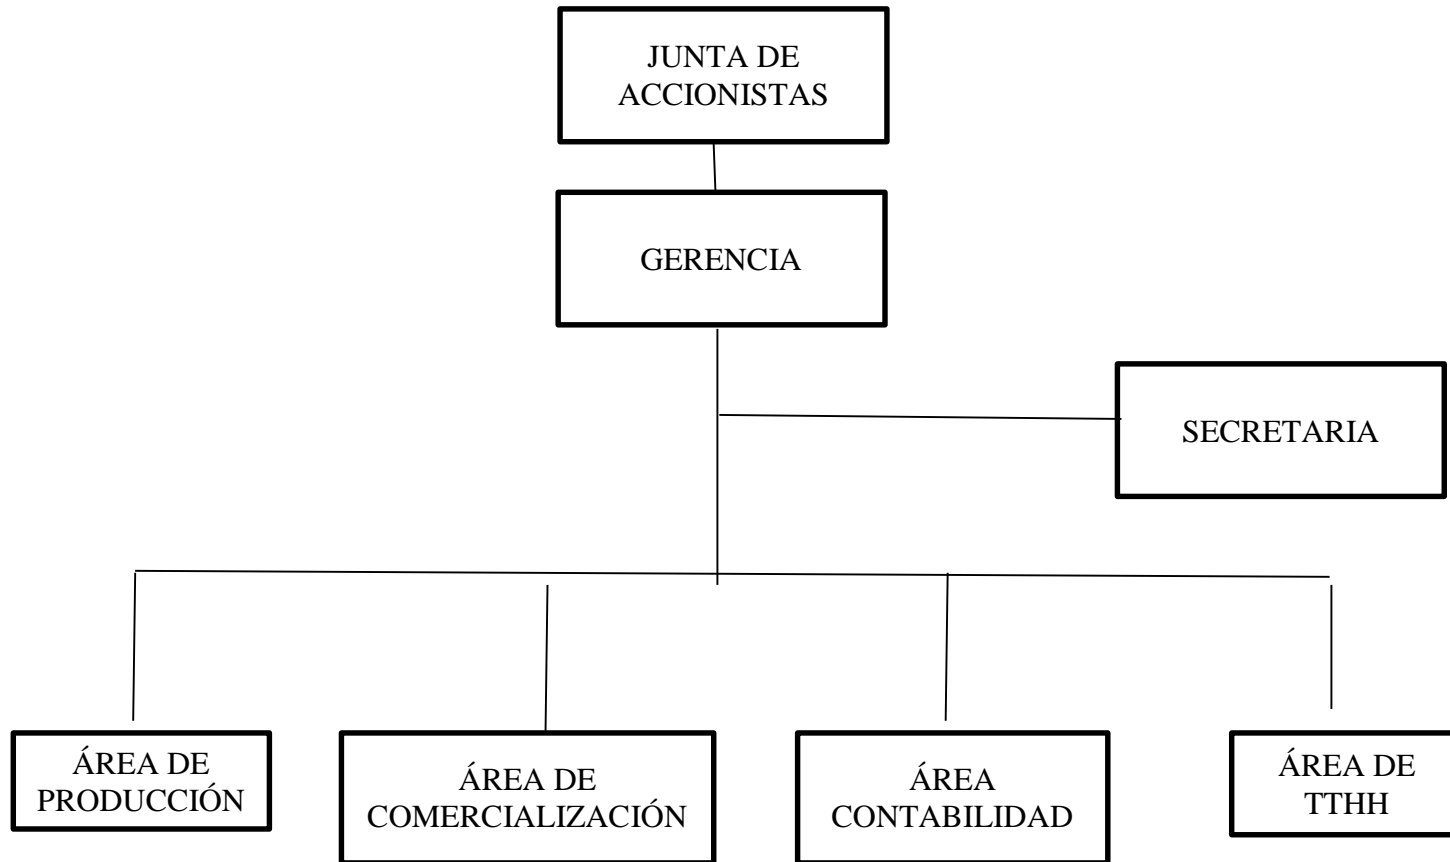 JUNTA DE
ACCIONISTAS
GERENCIA
SECRETARIA
ÁREA DE
PRODUCCIÓN
ÁREA DE
COMERCIALIZACIÓN
ÁREA
CONTABILIDAD
ÁREA DE
TTHH